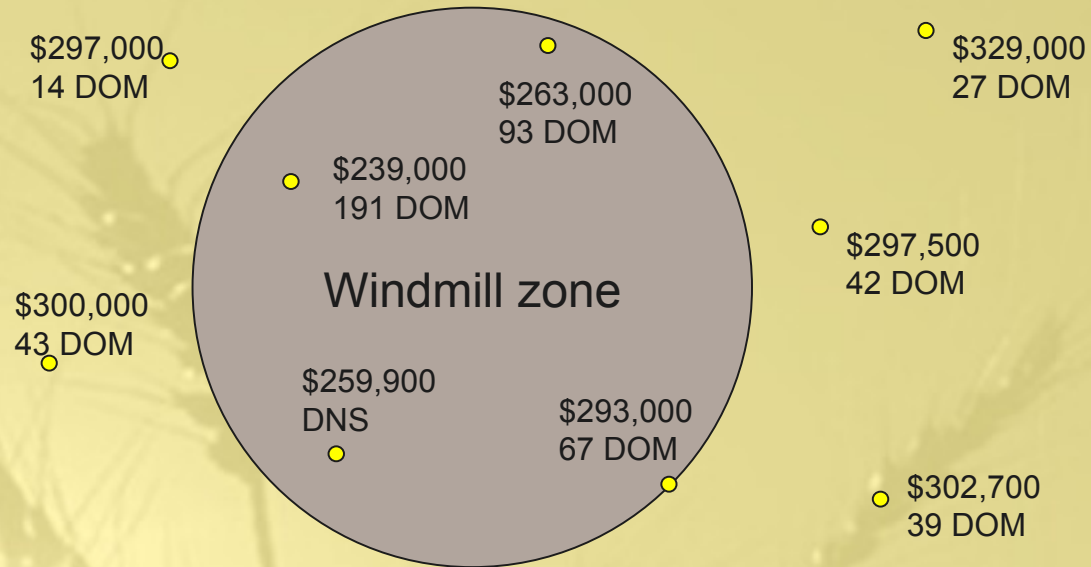 $297,000
14 DOM
$263,000
93 DOM
$329,000
27 DOM
$239,000
191 DOM
$297,500
42 DOM
Windmill zone
$300,000
43 DOM
$259,900
DNS
$293,000
67 DOM
$302,700
39 DOM